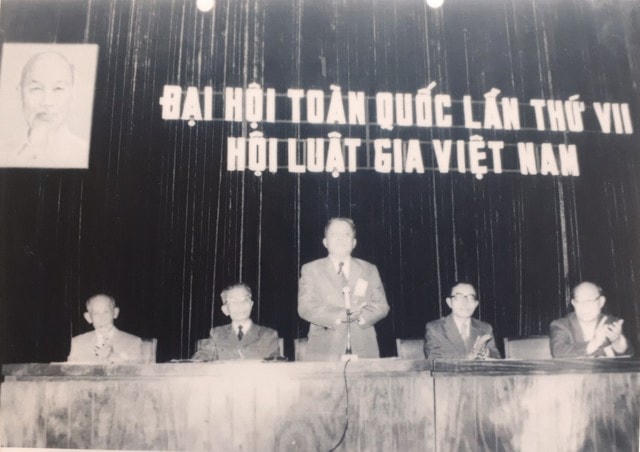 ĐẠI HỘI TOÀN QUỐC LẦN THỨ VII
HỘI LUẬT GIA VIỆT NAM